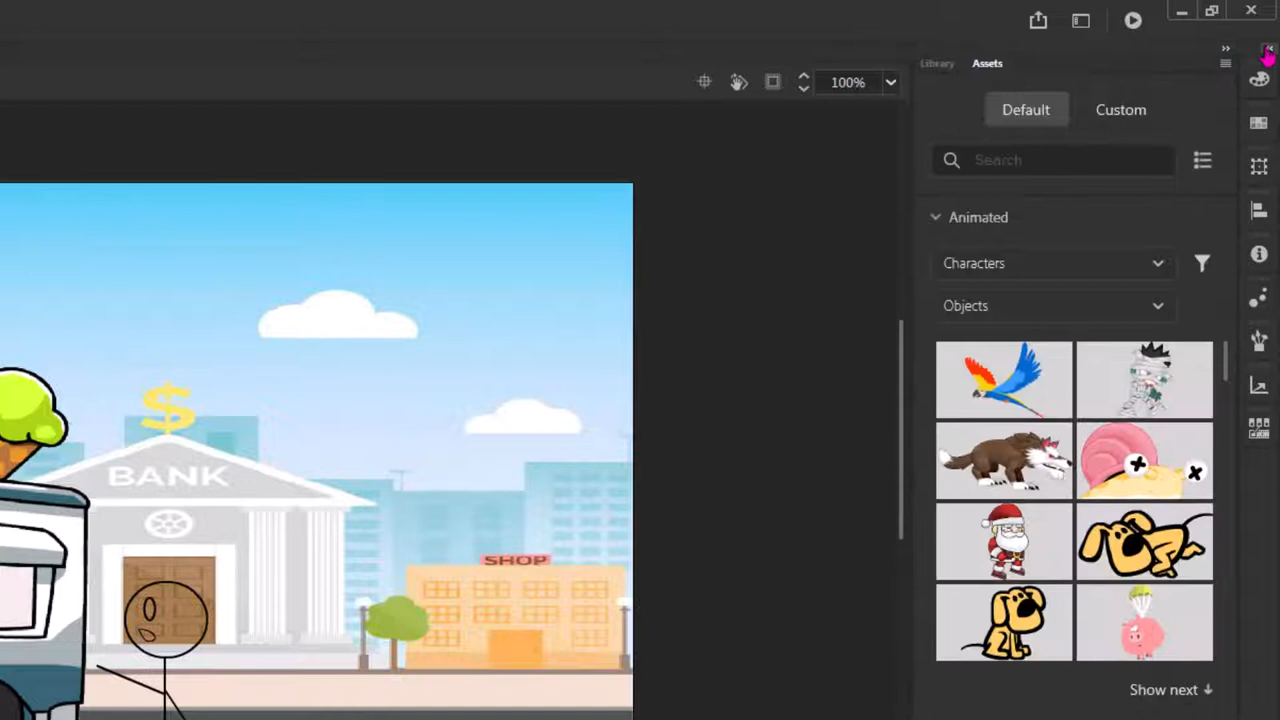 Library Assets
100%
Default Custom
Search
Animated
Characters
Objects
$
BANK
SHOP
Show next